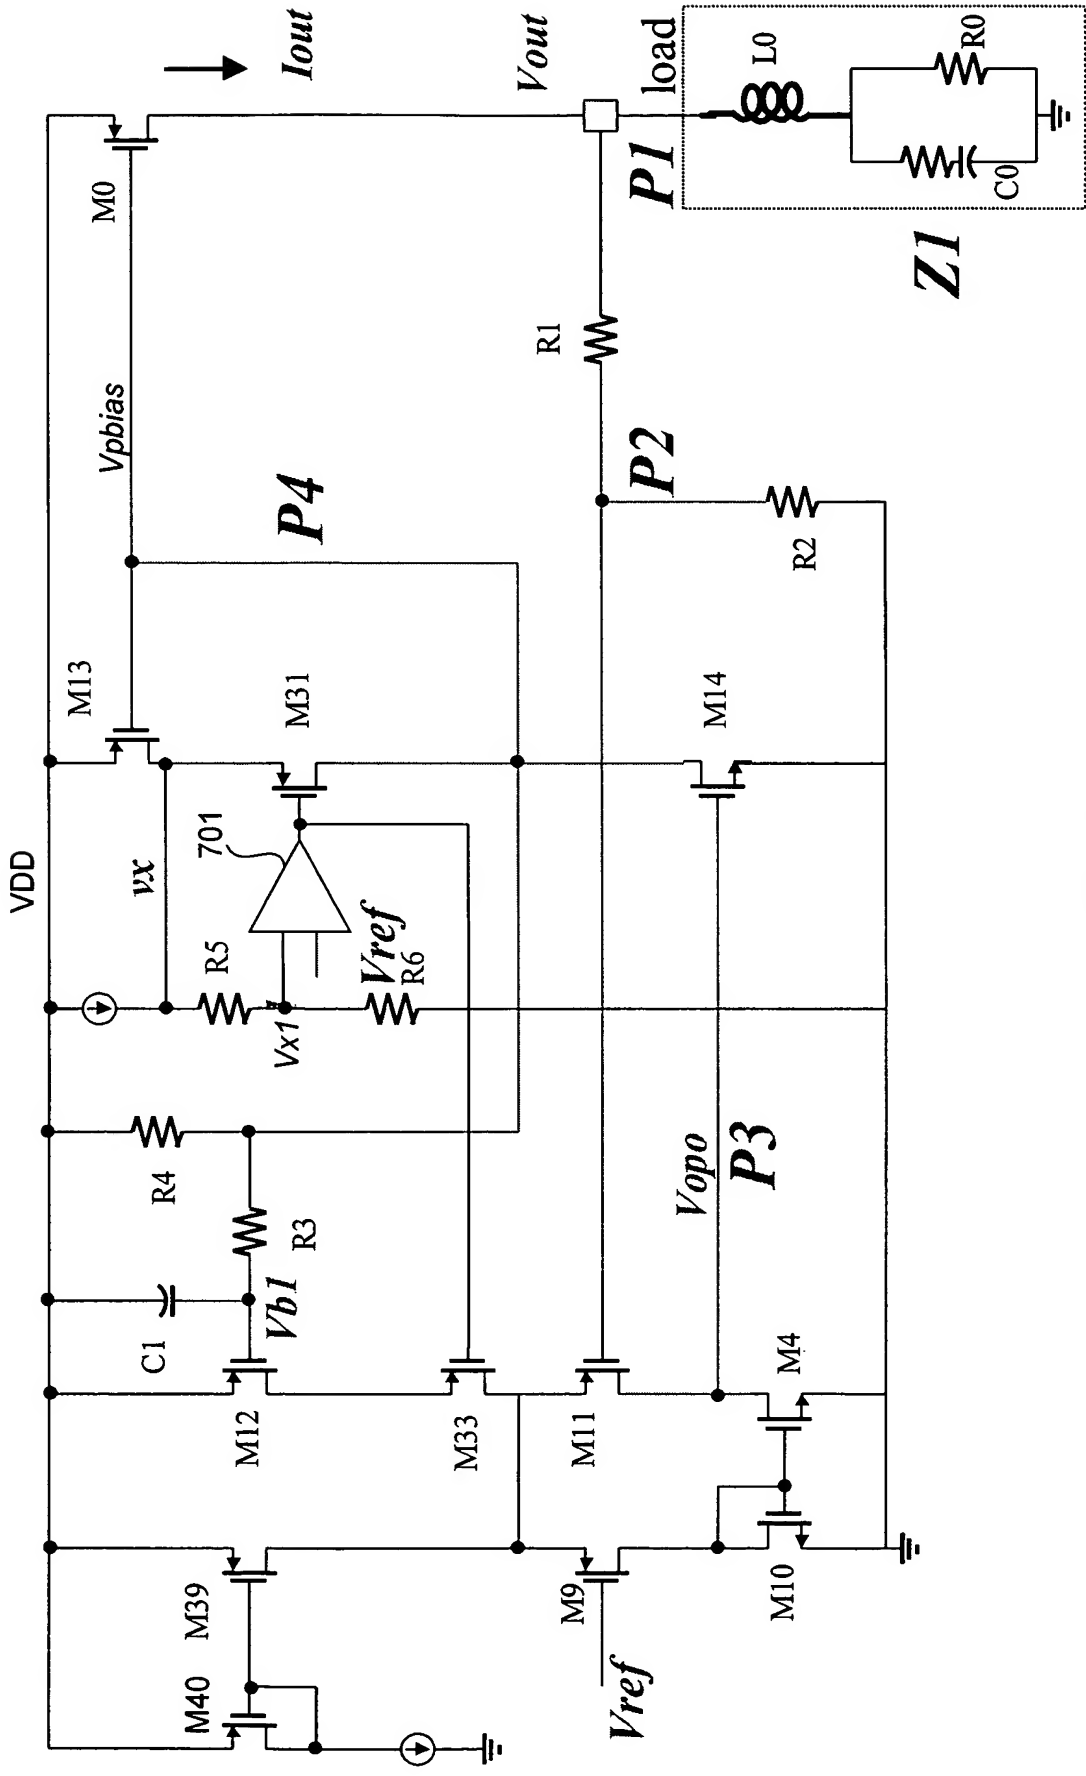 VDD
M40
M39
M12
C1
Vb1
R3
R4
M33
Vref
M9
M11
M10
M4
Vopo
P3
vx
R5
Vx1
Vref
R6
701
M13
M31
M14
P4
Vpbias
M0
Iout
Vout
R1
P2
R2
P1
load
L0
R0
C0
Z1